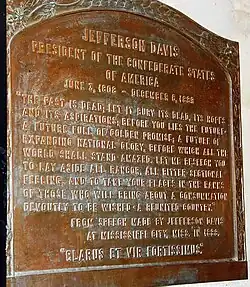 JEFFERSON DAVIS
PRESIDENT OF THE CONFEDERATE STATES
OF AMERICA
JUNE 3, 1808 – DECEMBER 6, 1889
"THE PAST IS DEAD, LET IT BURY ITS DEAD, ITS HOPES
AND ITS ASPIRATIONS, BEFORE YOU LIES THE FUTURE,
A FUTURE FULL OF GOLDEN PROMISE, A FUTURE OF
EXPANDING NATIONAL GLORY, BEFORE WHICH ALL THE
WORLD SHALL STAND AMAZED. LET ME BESEECH YOU
TO LAY ASIDE ALL RANCOR, ALL BITTER SECTIONAL
FEELING, AND TO TAKE YOUR PLACES IN THE RANKS
OF THOSE WHO WILL BRING ABOUT A CONSUMMATION
DEVOUTLY TO BE WISHED – A REUNITED COUNTRY."
FROM SPEECH MADE BY JEFFERSON DAVIS
AT MISSISSIPPI CITY, MISS. IN 1888.
"CLARUS ET VIR FORTISSIMUS."